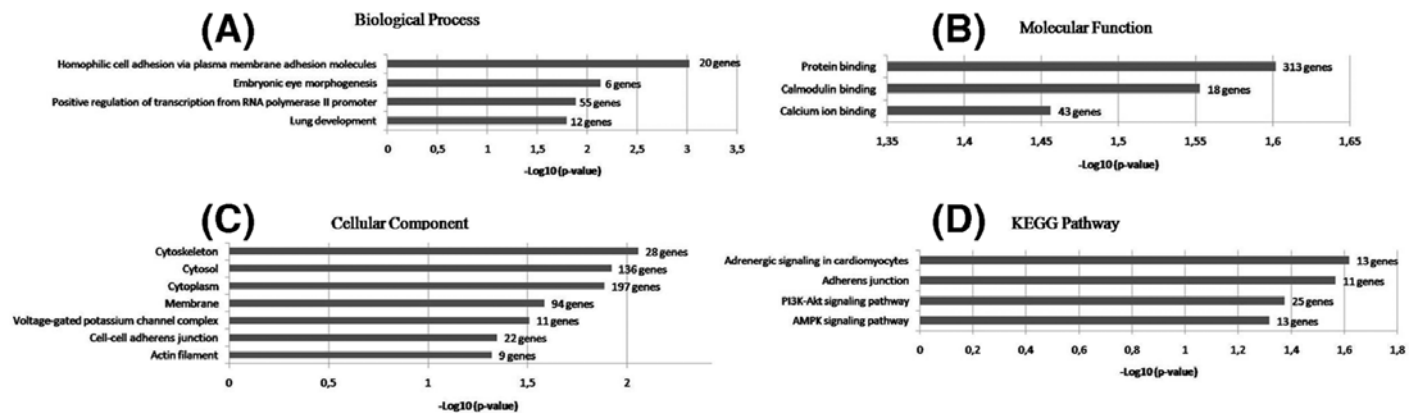 (A)
Biological Process
Homophilic cell adhesion via plasma membrane adhesion molecules
20 genes
Embryonic eye morphogenesis
6 genes
Positive regulation of transcription from RNA polymerase II promoter
55 genes
Lung development
12 genes
0 0,5 1 1,5 2 2,5 3 3,5
-Log10 (p-value)
(B)
Molecular Function
Protein binding
313 genes
Calmodulin binding
18 genes
Calcium ion binding
43 genes
1,35 1,4 1,45 1,5 1,55 1,6 1,65
-Log10 (p-value)
(C)
Cellular Component
Cytoskeleton
28 genes
Cytosol
136 genes
Cytoplasm
197 genes
Membrane
94 genes
Voltage-gated potassium channel complex
11 genes
Cell-cell adherens junction
22 genes
Actin filament
9 genes
0 0,5 1 1,5 2
-Log10 (p-value)
(D)
KEGG Pathway
Adrenergic signaling in cardiomyocytes
13 genes
Adherens junction
11 genes
PI3K-Akt signaling pathway
25 genes
AMPK signaling pathway
13 genes
0 0,2 0,4 0,6 0,8 1 1,2 1,4 1,6 1,8
-Log10 (p-value)